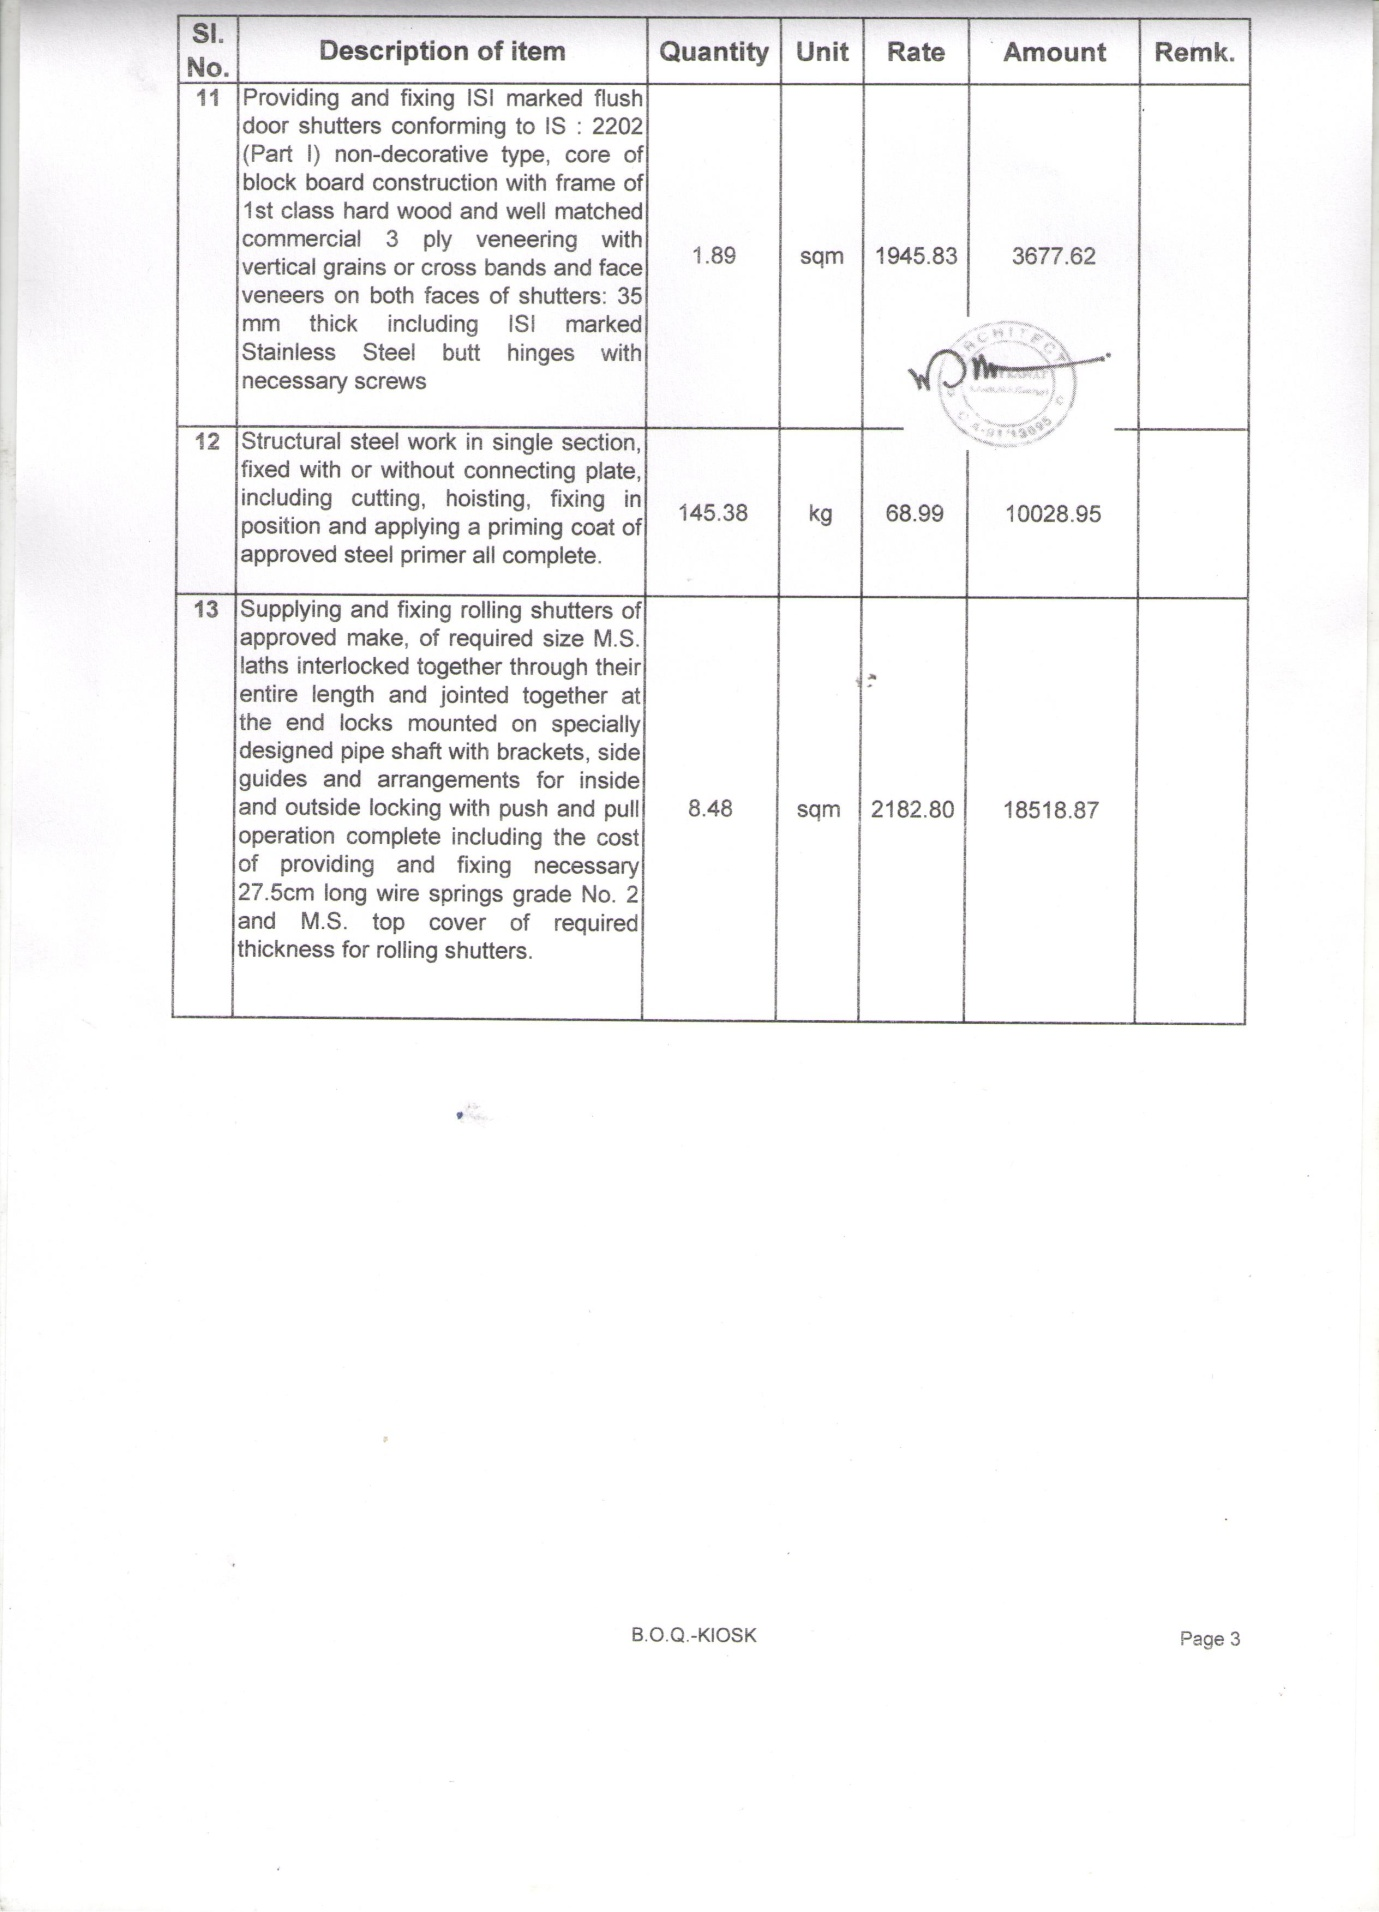 Sl.
No.
Description of item
Quantity
Unit
Rate
Amount
Remk.
11
Providing and fixing ISI marked flush
door shutters conforming to IS : 2202
(Part I) non-decorative type, core of
block board construction with frame of
1st class hard wood and well matched
commercial 3 ply veneering with
vertical grains or cross bands and face
veneers on both faces of shutters: 35
mm thick including ISI marked
Stainless Steel butt hinges with
necessary screws
1.89
sqm
1945.83
3677.62
ARCHITECT
12
Structural steel work in single section,
fixed with or without connecting plate,
including cutting, hoisting, fixing in
position and applying a priming coat of
approved steel primer all complete.
145.38
kg
68.99
10028.95
13
Supplying and fixing rolling shutters of
approved make, of required size M.S.
laths interlocked together through their
entire length and jointed together at
the end locks mounted on specially
designed pipe shaft with brackets, side
guides and arrangements for inside
and outside locking with push and pull
operation complete including the cost
of providing and fixing necessary
27.5cm long wire springs grade No. 2
and M.S. top cover of required
thickness for rolling shutters.
8.48
sqm
2182.80
18518.87
B.O.Q.-KIOSK
Page 3